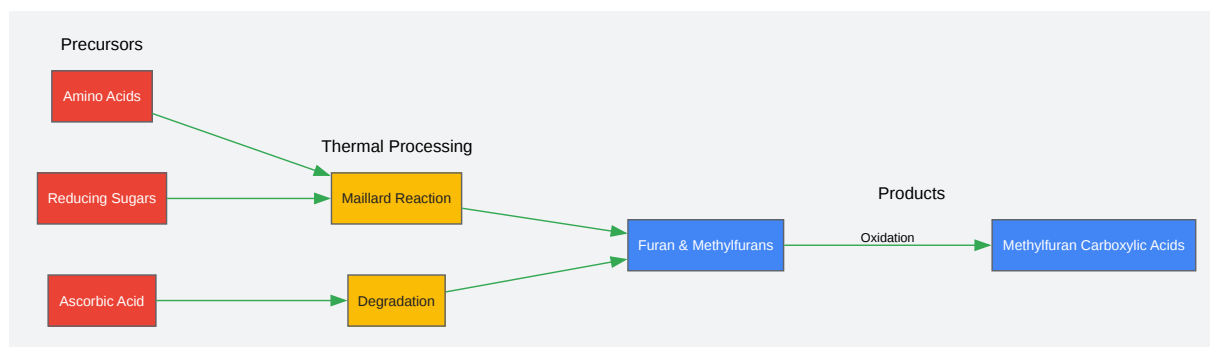 Precursors
Amino Acids
Thermal Processing
Reducing Sugars
Maillard Reaction
Products
Furan & Methylfurans
Oxidation
Methylfuran Carboxylic Acids
Ascorbic Acid
Degradation